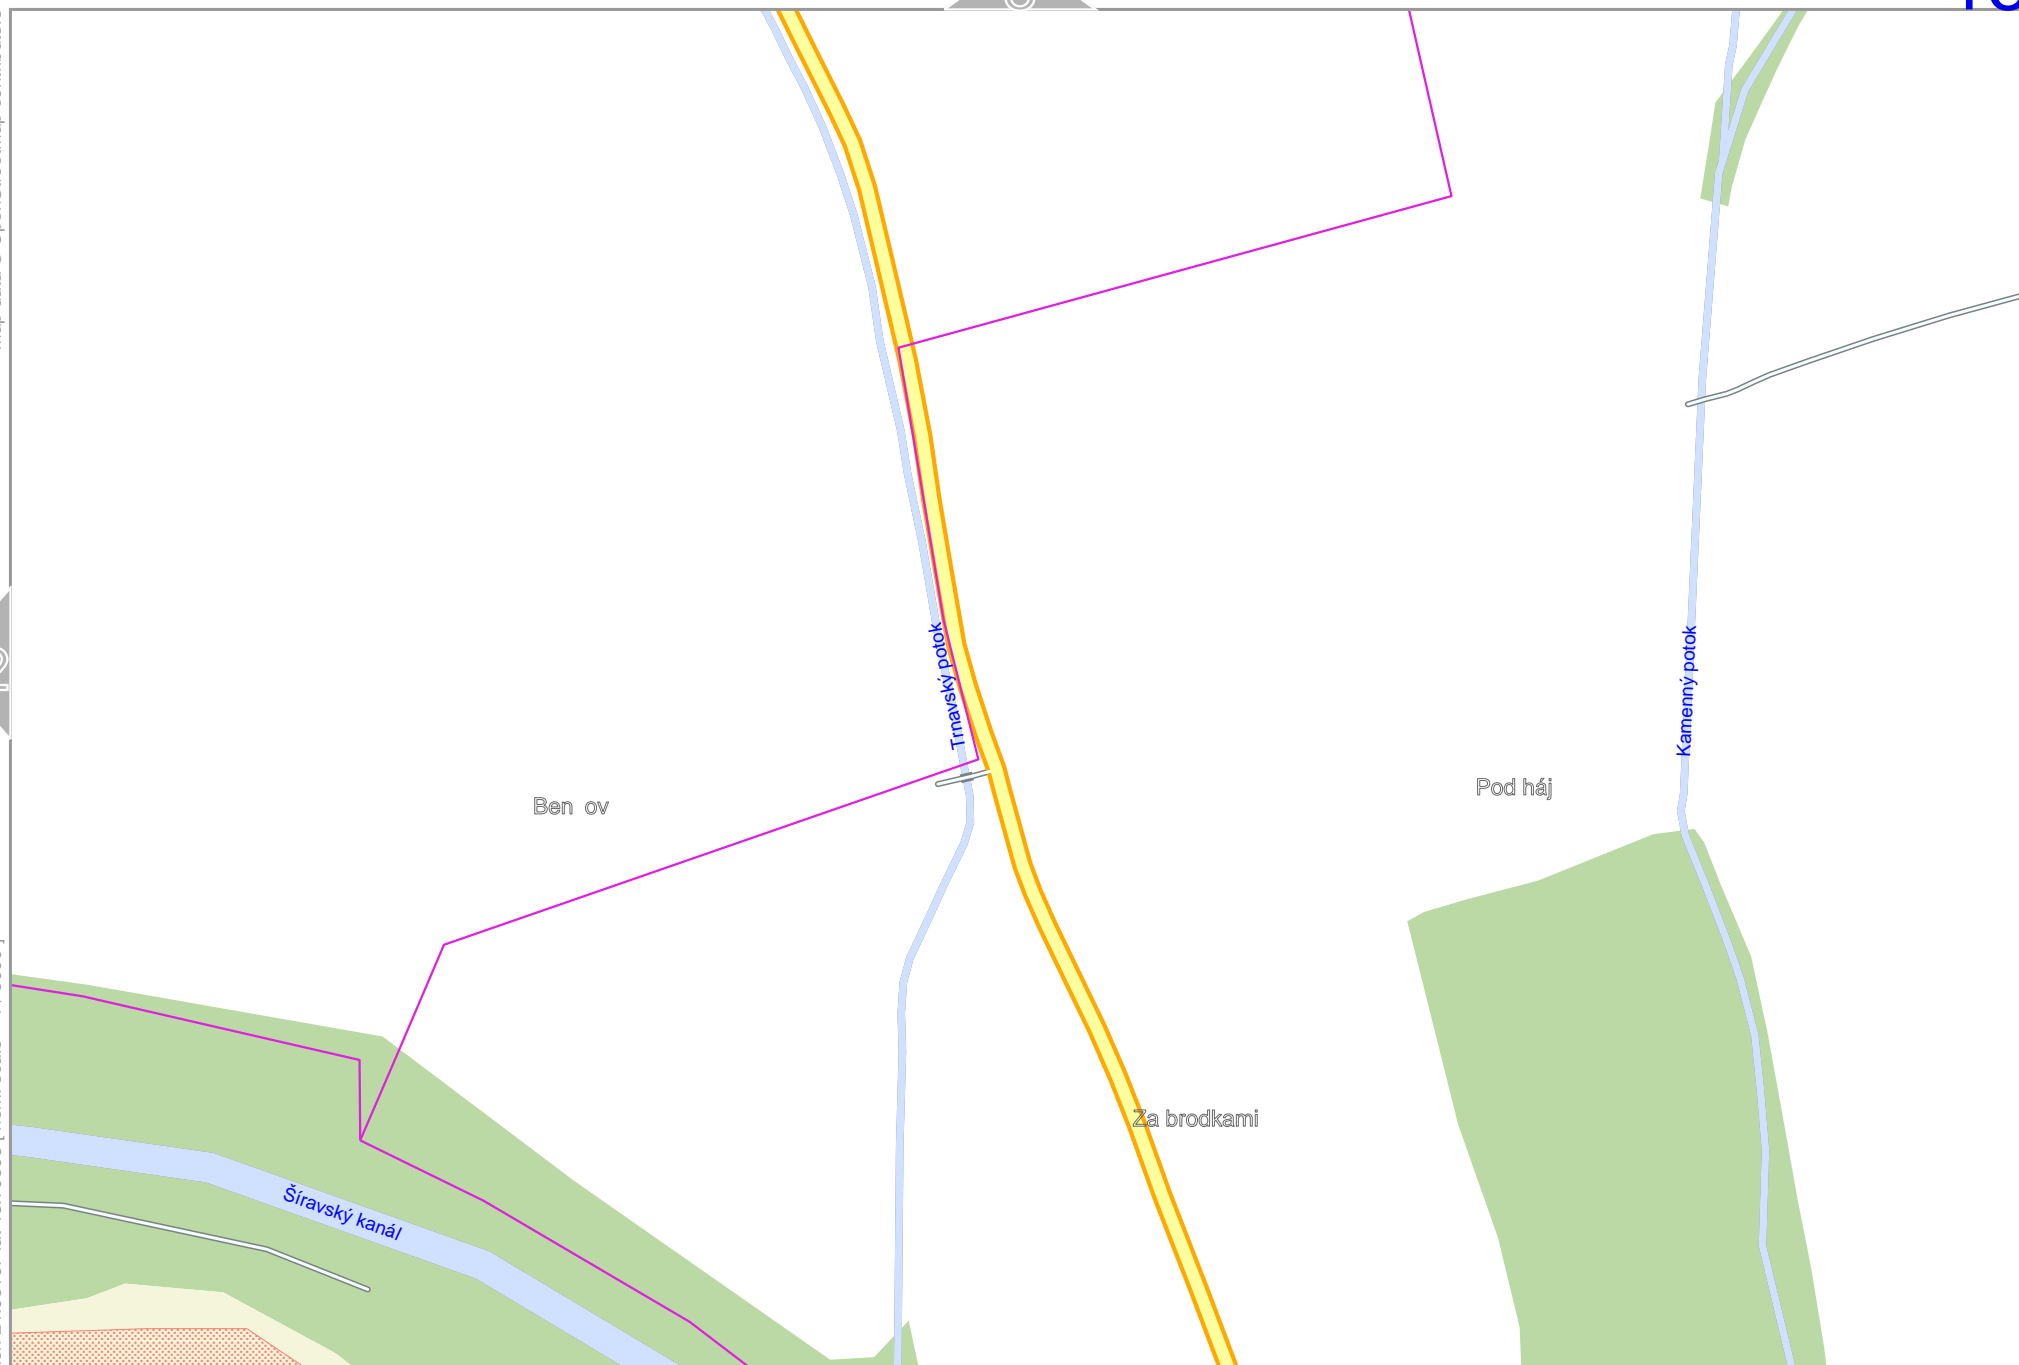 Trnavský potok
Kamenný potok
Pod háj
Ben ov
Za brodkami
Šíravský kanál